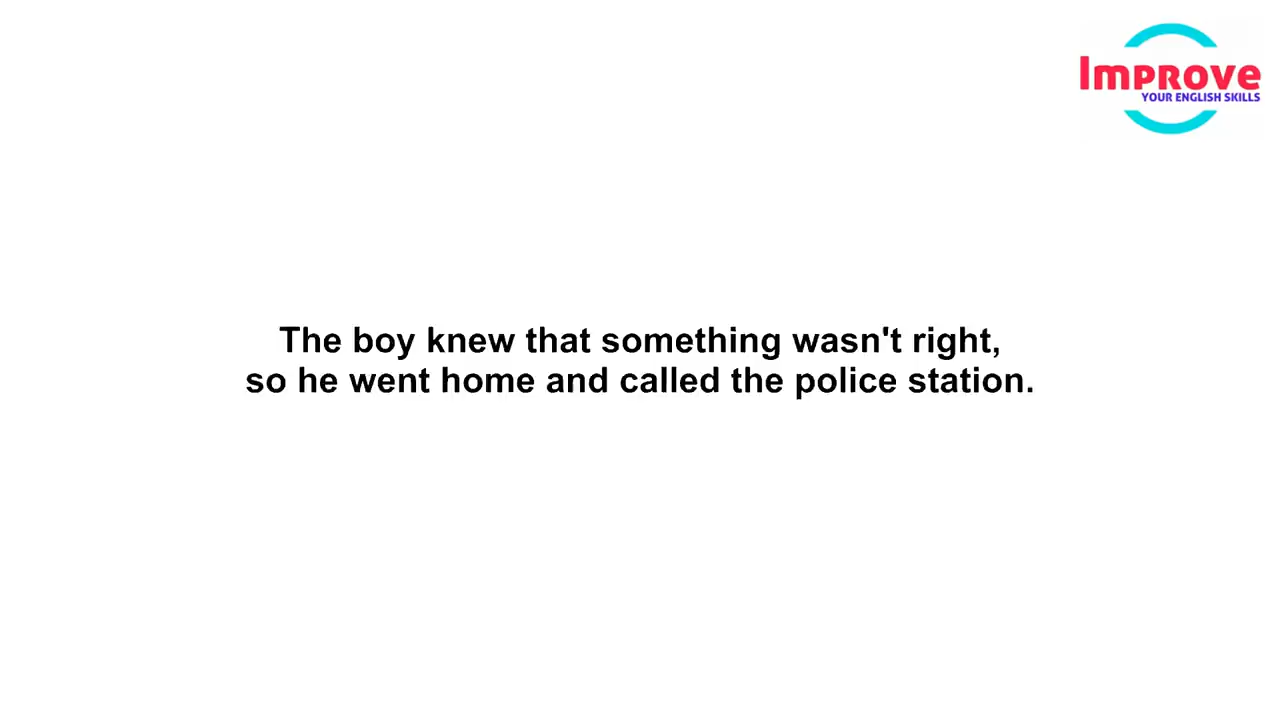 Improve
YOUR ENGLISH SKILLS
The boy knew that something wasn't right,
so he went home and called the police station.